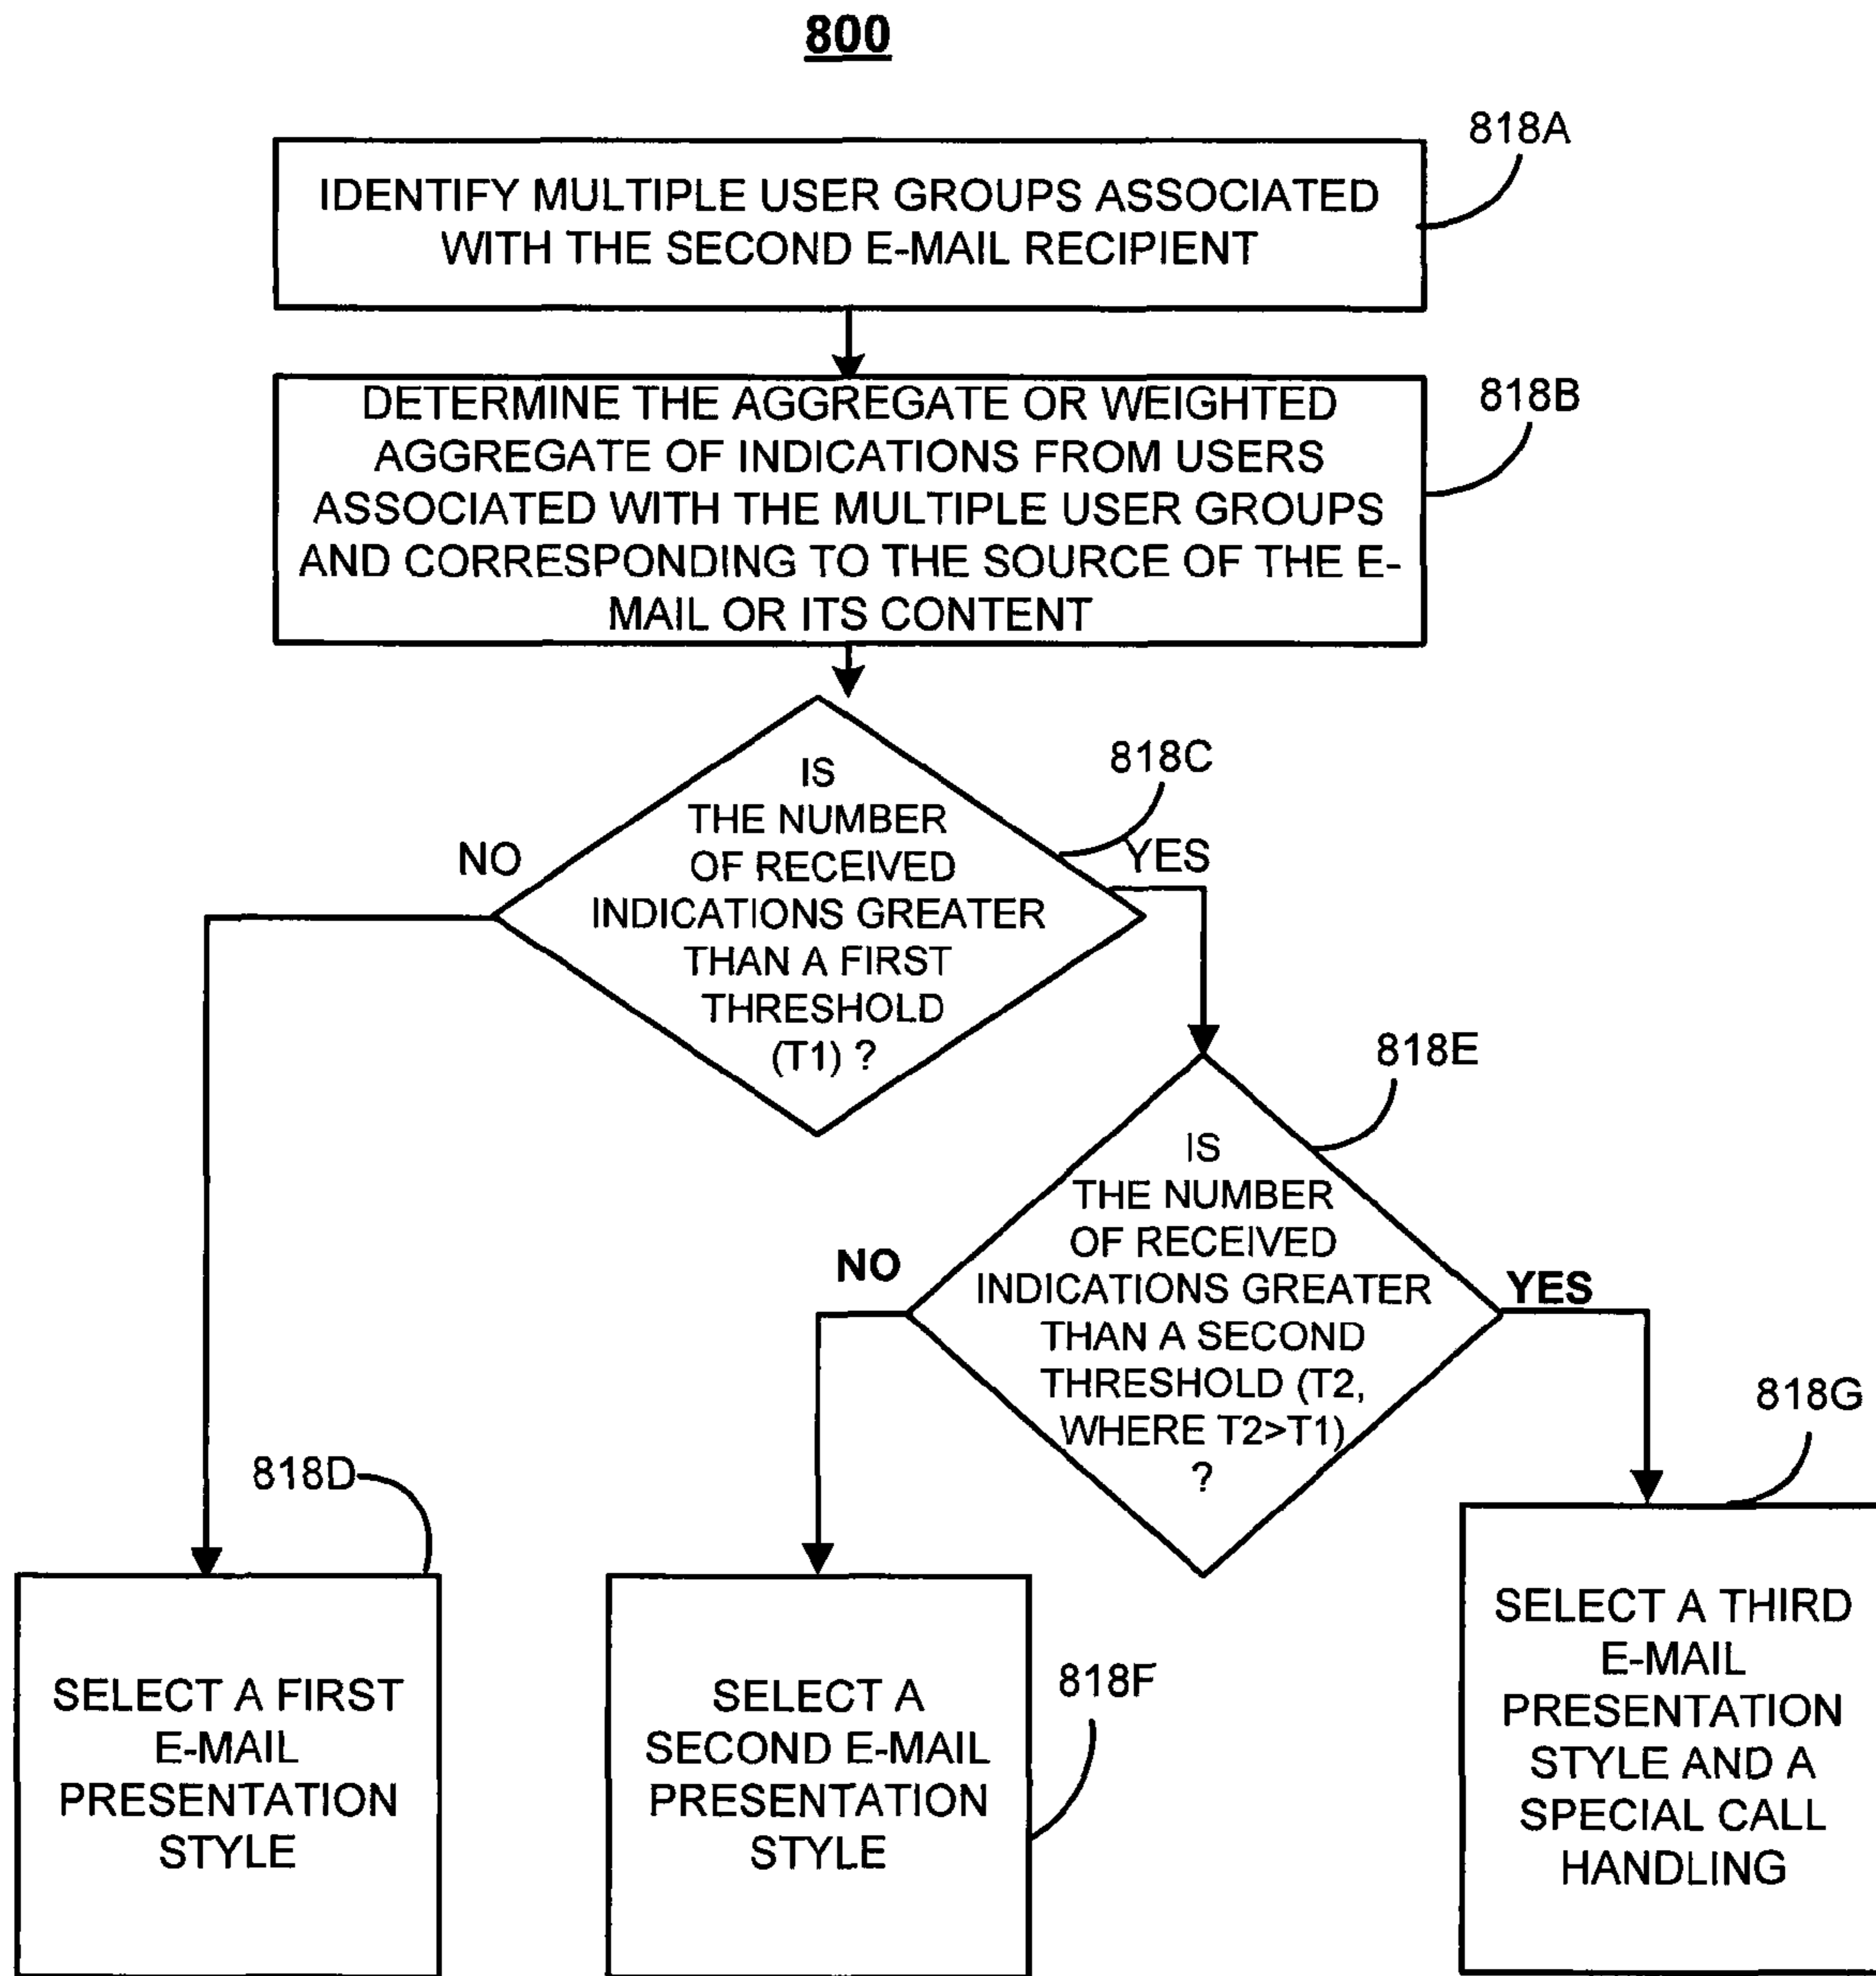 800
818A
IDENTIFY MULTIPLE USER GROUPS ASSOCIATED
WITH THE SECOND E-MAIL RECIPIENT
818B
DETERMINE THE AGGREGATE OR WEIGHTED
AGGREGATE OF INDICATIONS FROM USERS
ASSOCIATED WITH THE MULTIPLE USER GROUPS
AND CORRESPONDING TO THE SOURCE OF THE E-
MAIL OR ITS CONTENT
818C
IS
THE NUMBER
OF RECEIVED
INDICATIONS GREATER
THAN A FIRST
THRESHOLD
(T1) ?
NO
YES
818E
IS
THE NUMBER
OF RECEIVED
INDICATIONS GREATER
THAN A SECOND
THRESHOLD (T2,
WHERE T2>T1)
?
NO
YES
818D
SELECT A FIRST
E-MAIL
PRESENTATION
STYLE
818F
SELECT A
SECOND E-MAIL
PRESENTATION
STYLE
818G
SELECT A THIRD
E-MAIL
PRESENTATION
STYLE AND A
SPECIAL CALL
HANDLING